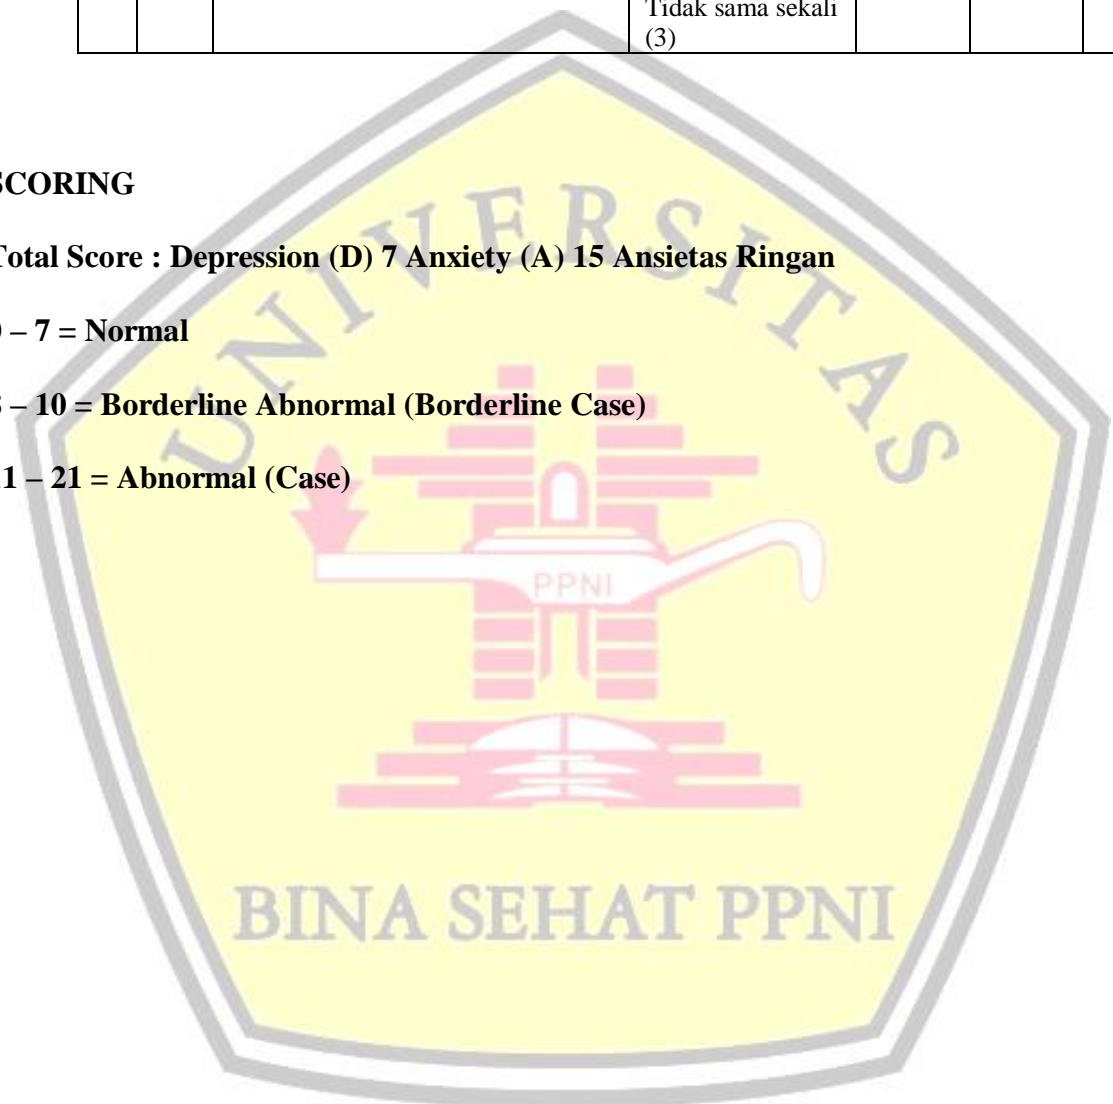 Tidak sama sekali
(3)
SCORING
Total Score : Depression (D) 7 Anxiety (A) 15 Ansietas Ringan
– 7 = Normal
– 10 = Borderline Abnormal (Borderline Case)
1 – 21 = Abnormal (Case)
UNIVERSITAS
PPNI
BINA SEHAT PPNI